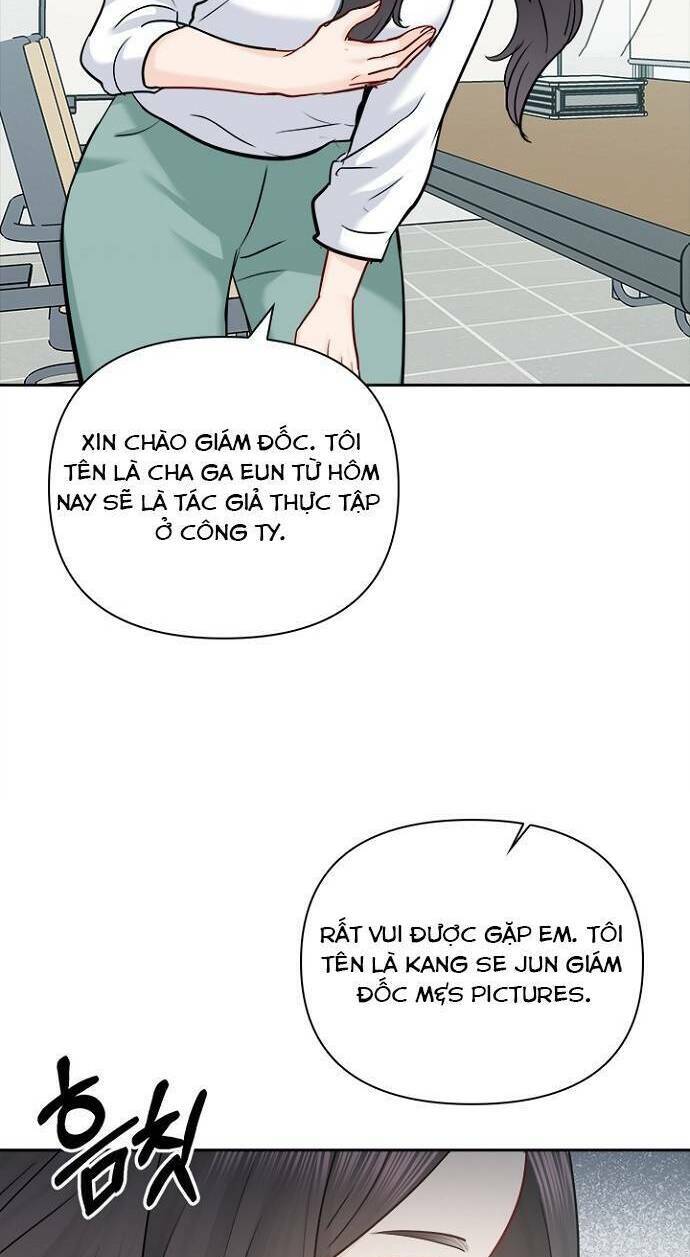 XIN CHÀO GIÁM ĐỐC. TÔI
TÊN LÀ CHA GA EUN TỪ HÔM
NAY SẼ LÀ TÁC GIẢ THỰC TẬP
Ở CÔNG TY.
RẤT VUI ĐƯỢC GẶP EM. TÔI
TÊN LÀ KANG SE JUN GIÁM
ĐỐC M&S PICTURES.
흠칫